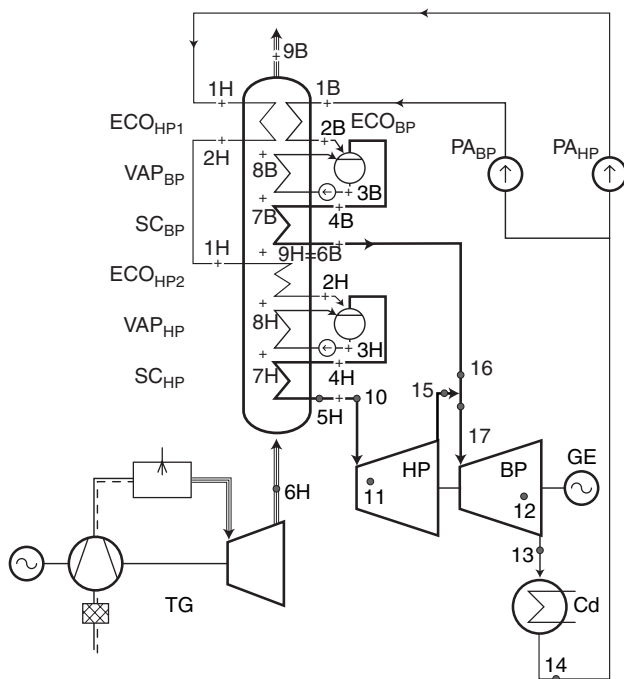 9B
1H 1B
ECO_HP1 2B ECO_BP
2H
PA_BP PA_HP
VAP_BP 8B
3B
SC_BP 7B 4B
1H 9H=6B
ECO_HP2 2H
VAP_HP 8H
3H
SC_HP 7H 4H 15 16
5H 10
17
6H HP BP GE
11 12
13
TG Cd
14